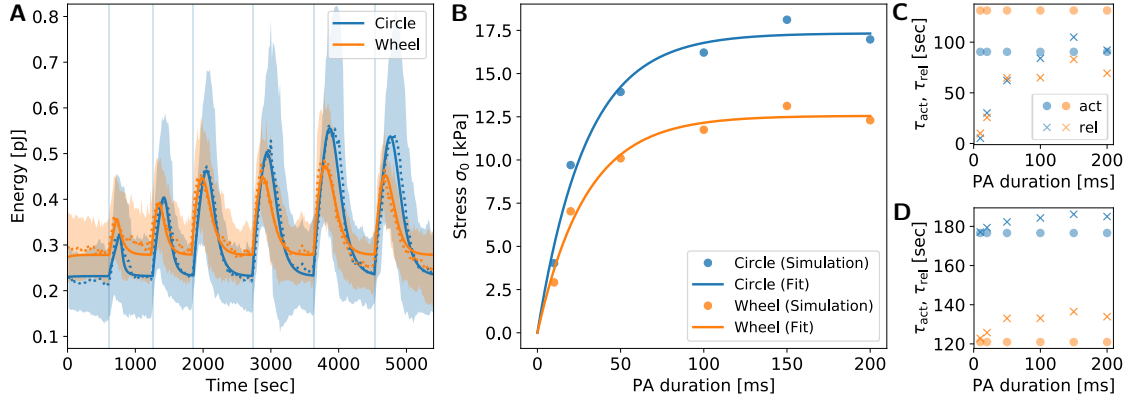 A
Energy [pJ]
0.8
0.7
0.6
0.5
0.4
0.3
0.2
0.1
Circle
Wheel
0 1000 2000 3000 4000 5000
Time [sec]
B
Stress σ0 [kPa]
17.5
15.0
12.5
10.0
7.5
5.0
2.5
0.0
Circle (Simulation)
Circle (Fit)
Wheel (Simulation)
Wheel (Fit)
0 50 100 150 200
PA duration [ms]
C
τact, τrel [sec]
100
50
0
act
rel
0 100 200
PA duration [ms]
D
τact, τrel [sec]
180
160
140
120
0 100 200
PA duration [ms]